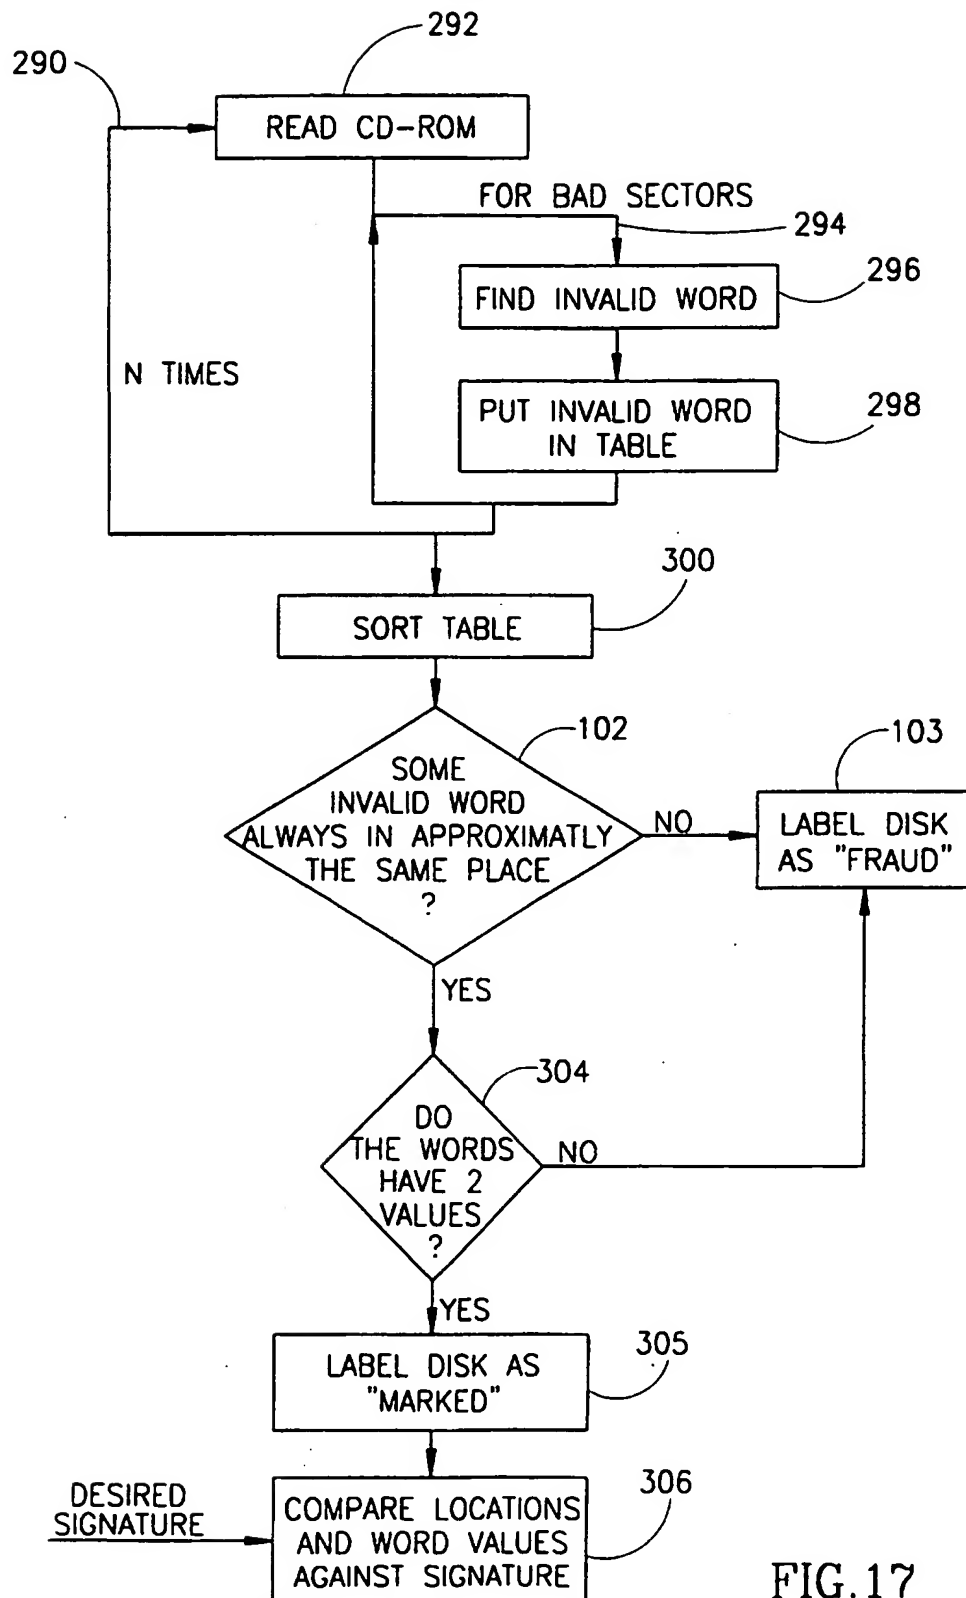 292
290
READ CD-ROM
FOR BAD SECTORS
294
296
FIND INVALID WORD
N TIMES
298
PUT INVALID WORD
IN TABLE
300
SORT TABLE
102
103
SOME
INVALID WORD
ALWAYS IN APPROXIMATLY
THE SAME PLACE
?
NO
LABEL DISK
AS "FRAUD"
YES
304
DO
THE WORDS
HAVE 2
VALUES
?
NO
YES
305
LABEL DISK AS
"MARKED"
306
DESIRED
SIGNATURE
COMPARE LOCATIONS
AND WORD VALUES
AGAINST SIGNATURE
FIG.17